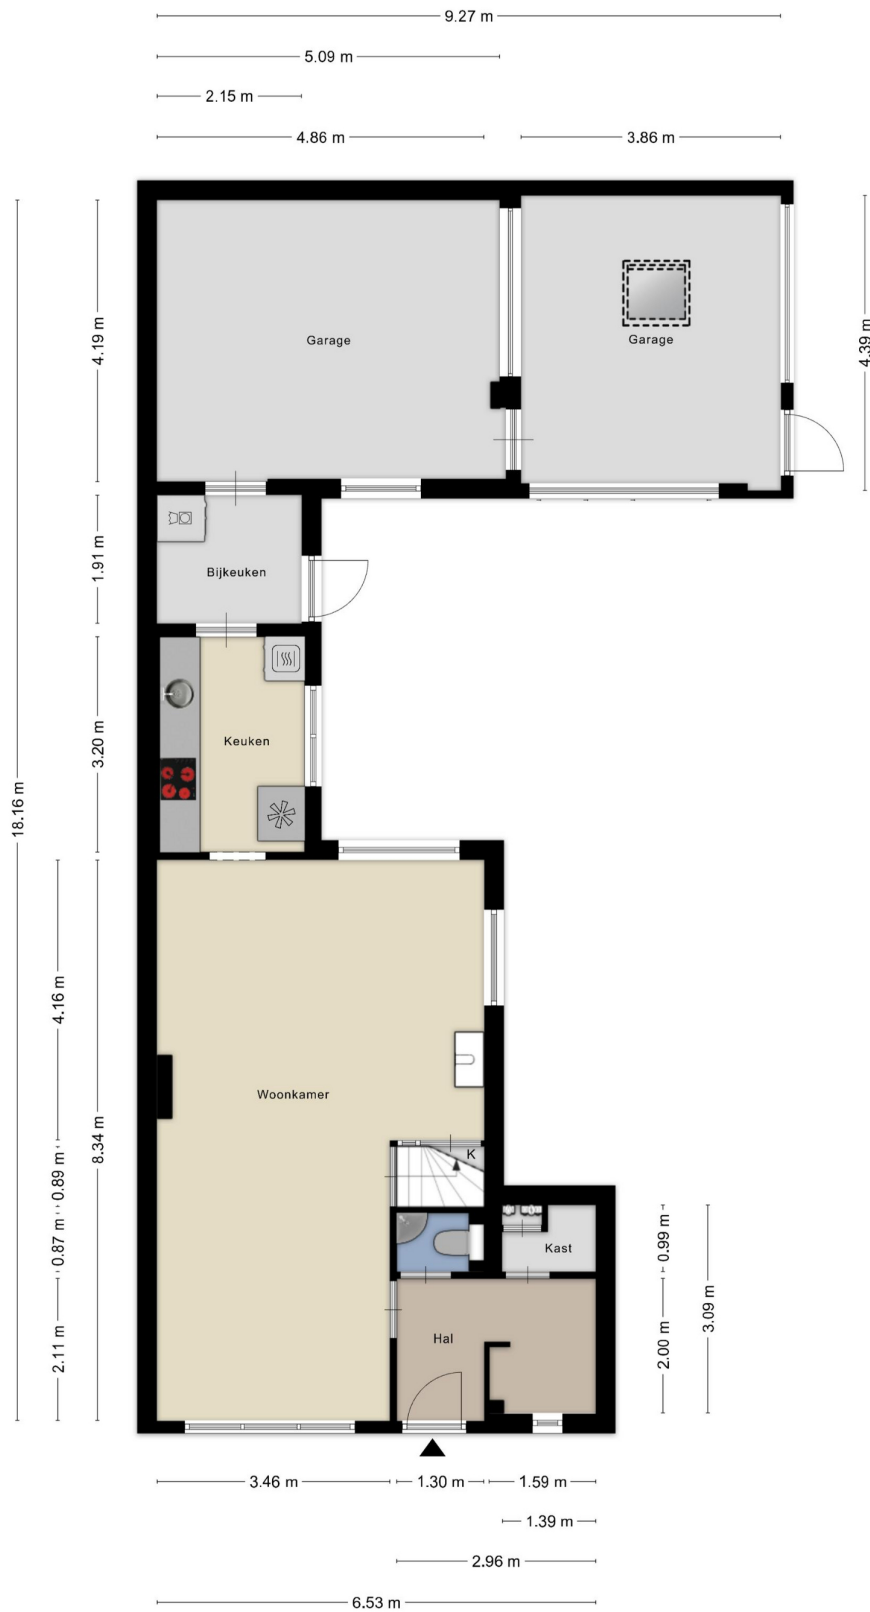 9.27 m
5.09 m
2.15 m
4.86 m
3.86 m
4.19 m
4.39 m
Garage
Garage
1.91 m
Bijkeuken
3.20 m
Keuken
18.16 m
4.16 m
8.34 m
Woonkamer
K
0.89 m
0.87 m
0.99 m
Kast
3.09 m
2.11 m
2.00 m
Hal
3.46 m
1.30 m
1.59 m
1.39 m
2.96 m
6.53 m